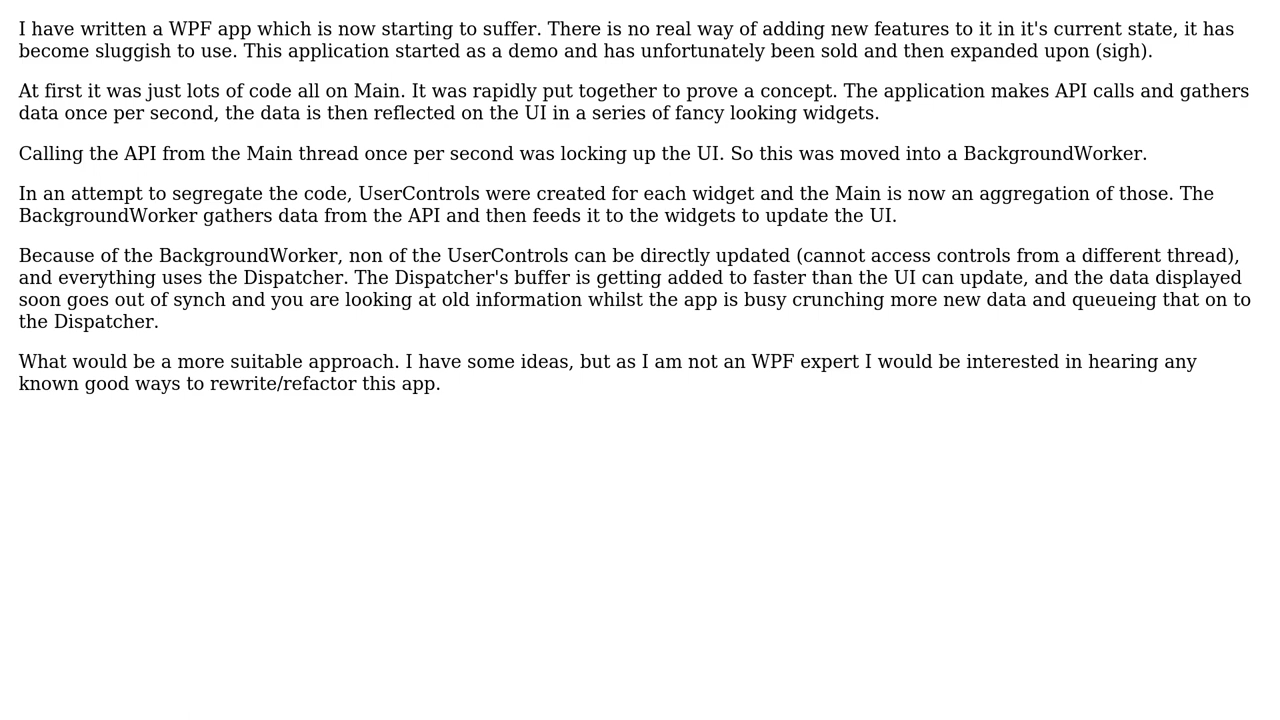 I have written a WPF app which is now starting to suffer. There is no real way of adding new features to it in it's current state, it has
become sluggish to use. This application started as a demo and has unfortunately been sold and then expanded upon (sigh).
At first it was just lots of code all on Main. It was rapidly put together to prove a concept. The application makes API calls and gathers
data once per second, the data is then reflected on the UI in a series of fancy looking widgets.
Calling the API from the Main thread once per second was locking up the UI. So this was moved into a BackgroundWorker.
In an attempt to segregate the code, UserControls were created for each widget and the Main is now an aggregation of those. The
BackgroundWorker gathers data from the API and then feeds it to the widgets to update the UI.
Because of the BackgroundWorker, non of the UserControls can be directly updated (cannot access controls from a different thread),
and everything uses the Dispatcher. The Dispatcher's buffer is getting added to faster than the UI can update, and the data displayed
soon goes out of synch and you are looking at old information whilst the app is busy crunching more new data and queueing that on to
the Dispatcher.
What would be a more suitable approach. I have some ideas, but as I am not an WPF expert I would be interested in hearing any
known good ways to rewrite/refactor this app.